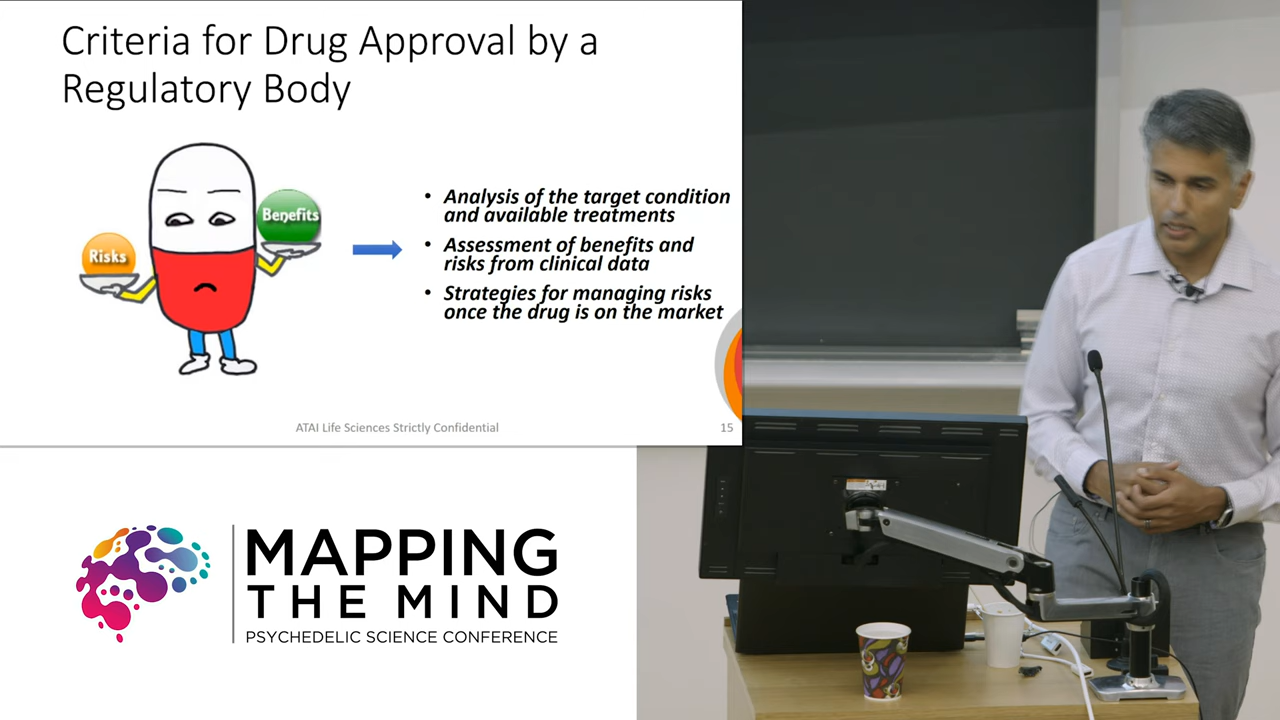 Criteria for Drug Approval by a
Regulatory Body
Risks
Benefits
• Analysis of the target condition
and available treatments
• Assessment of benefits and
risks from clinical data
• Strategies for managing risks
once the drug is on the market
ATAI Life Sciences Strictly Confidential
15
MAPPING
THE MIND
PSYCHEDELIC SCIENCE CONFERENCE